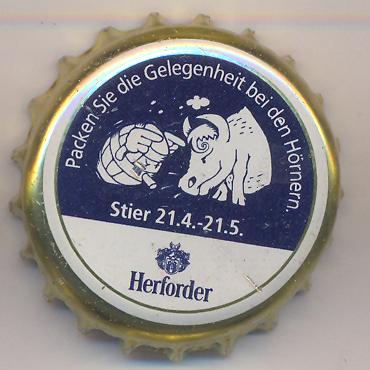 Packen Sie die Gelegenheit bei den Hörnern.
Stier 21.4.-21.5.
Herforder